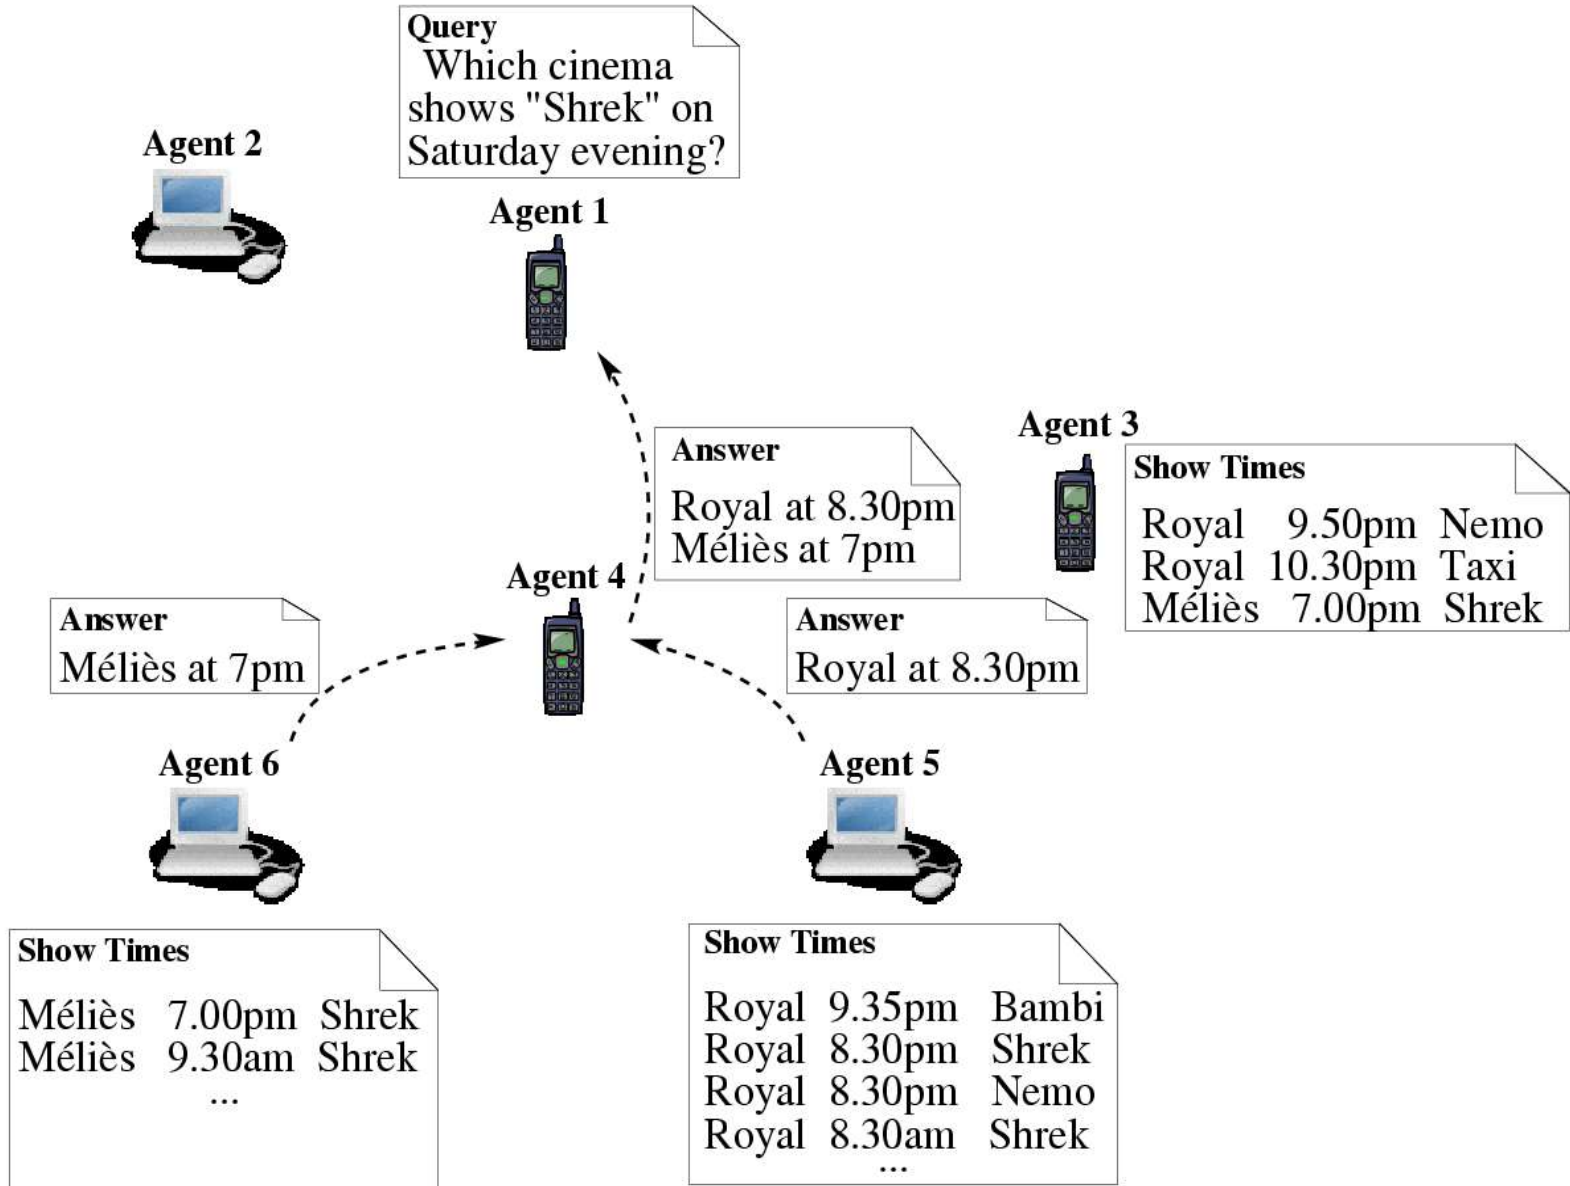 Query
Which cinema
shows "Shrek" on
Saturday evening?
Agent 2
Agent 1
Agent 3
Answer
Royal at 8.30pm
Méliès at 7pm
Show Times
Royal 9.50pm Nemo
Royal 10.30pm Taxi
Méliès 7.00pm Shrek
Agent 4
Answer
Méliès at 7pm
Answer
Royal at 8.30pm
Agent 6
Agent 5
Show Times
Méliès 7.00pm Shrek
Méliès 9.30am Shrek
...
Show Times
Royal 9.35pm Bambi
Royal 8.30pm Shrek
Royal 8.30pm Nemo
Royal 8.30am Shrek
...